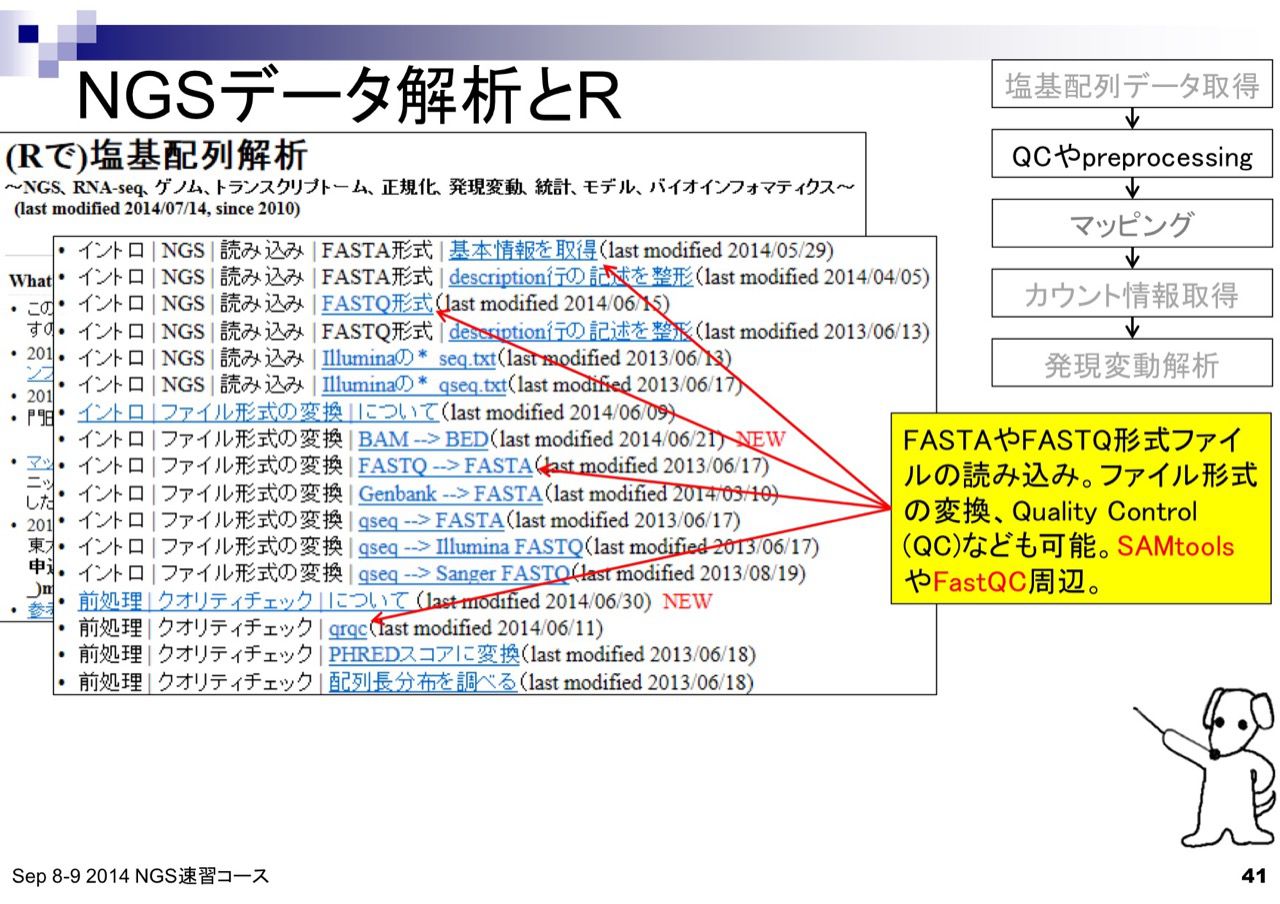 NGSデータ解析とR
(Rで)塩基配列解析
～NGS、RNA-seq、ゲノム、トランスクリプトーム、正規化、発現変動、統計、モデル、バイオインフォマティクス～
(last modified 2014/07/14, since 2010)
What
• この
• 201
• 201
• 門田
• マッ
した
• 201
東大
申込
_)m
• 参考
• イントロ | NGS | 読み込み | FASTA形式 | 基本情報を取得(last modified 2014/05/29)
• イントロ | NGS | 読み込み | FASTA形式 | description行の記述を整形(last modified 2014/04/05)
• イントロ | NGS | 読み込み | FASTQ形式(last modified 2014/06/15)
• イントロ | NGS | 読み込み | FASTQ形式 | description行の記述を整形(last modified 2013/06/13)
• イントロ | NGS | 読み込み | Illuminaの*_seq.txt(last modified 2013/06/13)
• イントロ | NGS | 読み込み | Illuminaの*_qseq.txt(last modified 2013/06/17)
• イントロ | ファイル形式の変換 | について(last modified 2014/06/09)
• イントロ | ファイル形式の変換 | BAM --> BED(last modified 2014/06/21) NEW
• イントロ | ファイル形式の変換 | FASTQ --> FASTA(last modified 2013/06/17)
• イントロ | ファイル形式の変換 | Genbank --> FASTA(last modified 2014/03/10)
• イントロ | ファイル形式の変換 | qseq --> FASTA(last modified 2013/06/17)
• イントロ | ファイル形式の変換 | qseq --> Illumina FASTQ(last modified 2013/06/17)
• イントロ | ファイル形式の変換 | qseq --> Sanger FASTQ(last modified 2013/08/19)
• 前処理 | クオリティチェック | について (last modified 2014/06/30) NEW
• 前処理 | クオリティチェック | qrqc(last modified 2014/06/11)
• 前処理 | クオリティチェック | PHREDスコアに変換(last modified 2013/06/18)
• 前処理 | クオリティチェック | 配列長分布を調べる(last modified 2013/06/18)
塩基配列データ取得
QCやpreprocessing
マッピング
カウント情報取得
発現変動解析
FASTAやFASTQ形式ファイ
ルの読み込み。ファイル形式
の変換、Quality Control
(QC)なども可能。SAMtools
やFastQC周辺。
Sep 8-9 2014 NGS速習コース
41